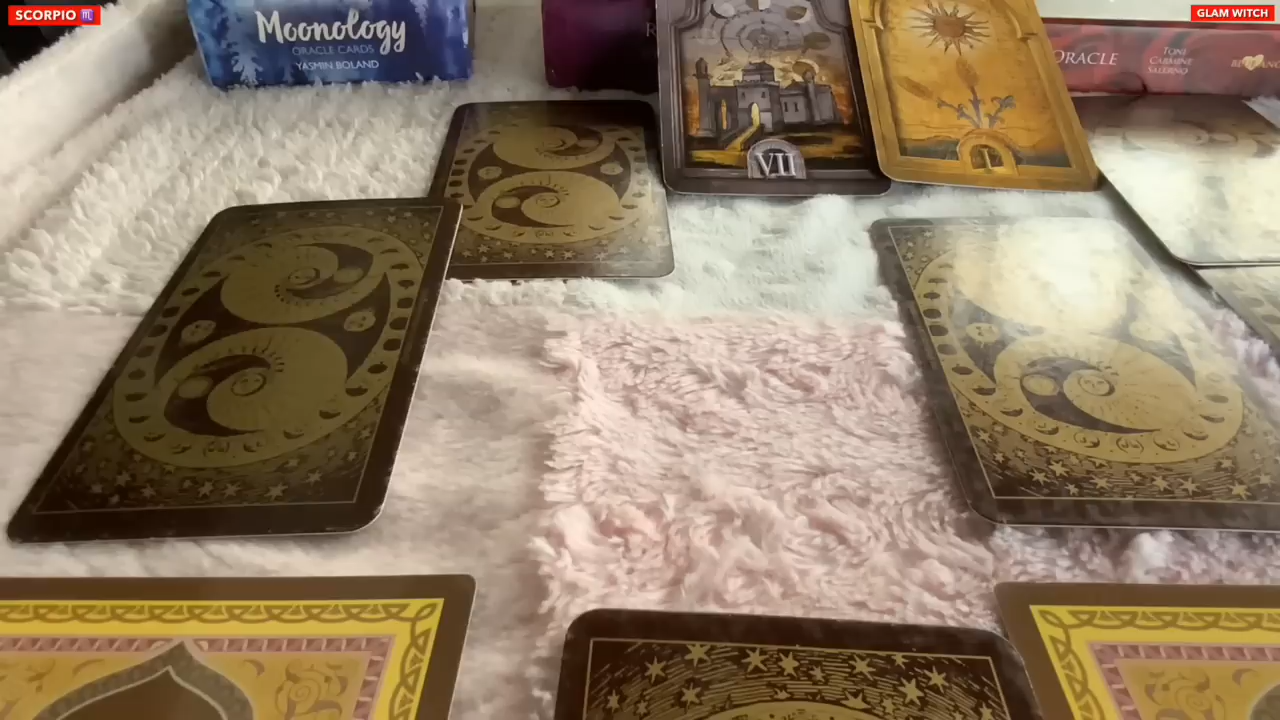 SCORPIO ♏
GLAM WITCH
Moonology
ORACLE CARDS
YASMIN BOLAND
R
VII
I
ORACLE
TONI
CARMINE
SALERNO